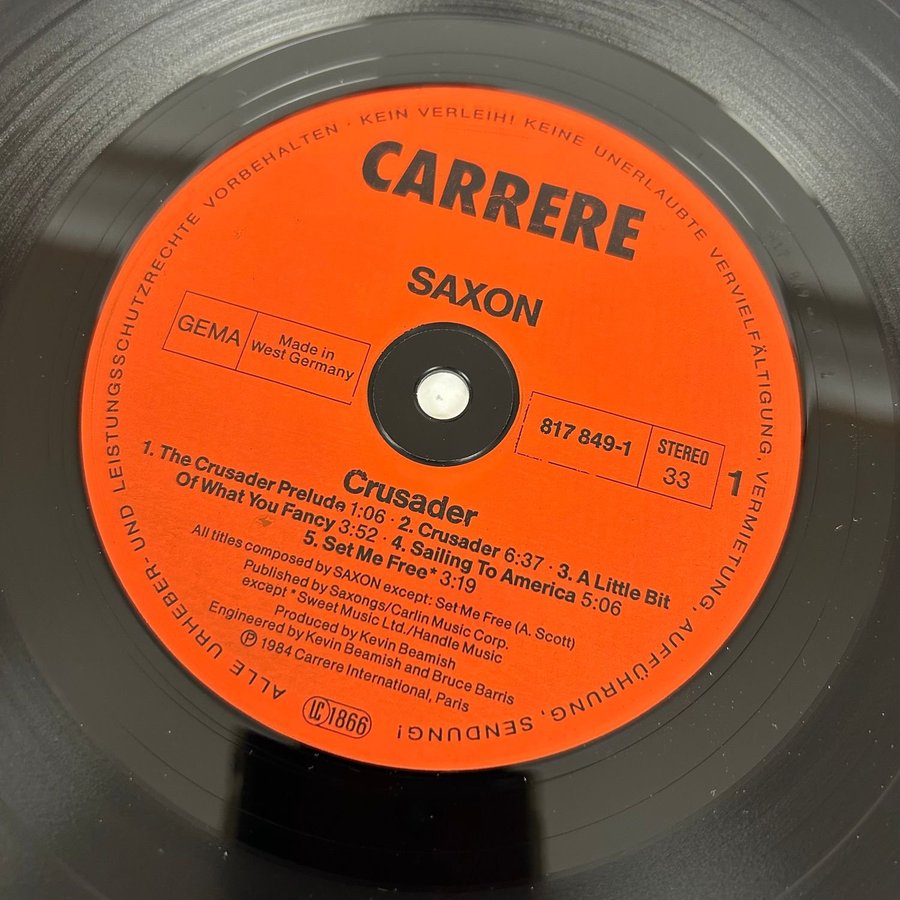 CARRERE
SAXON
GEMA
Made in
West Germany
817 849-1
STEREO
33
1
Crusader
1. The Crusader Prelude 1:06 · 2. Crusader 6:37 · 3. A Little Bit
Of What You Fancy 3:52 · 4. Sailing To America 5:06
5. Set Me Free* 3:19
All titles composed by SAXON except: Set Me Free (A. Scott)
Published by Saxongs/Carlin Music Corp.
except * Sweet Music Ltd./Handle Music
Produced by Kevin Beamish
Engineered by Kevin Beamish and Bruce Barris
℗ 1984 Carrere International, Paris
LC 1866
ALLE URHEBER- UND LEISTUNGSSCHUTZRECHTE VORBEHALTEN · KEIN VERLEIH! KEINE UNERLAUBTE VERVIELFÄLTIGUNG, VERMIETUNG, AUFFÜHRUNG, SENDUNG!